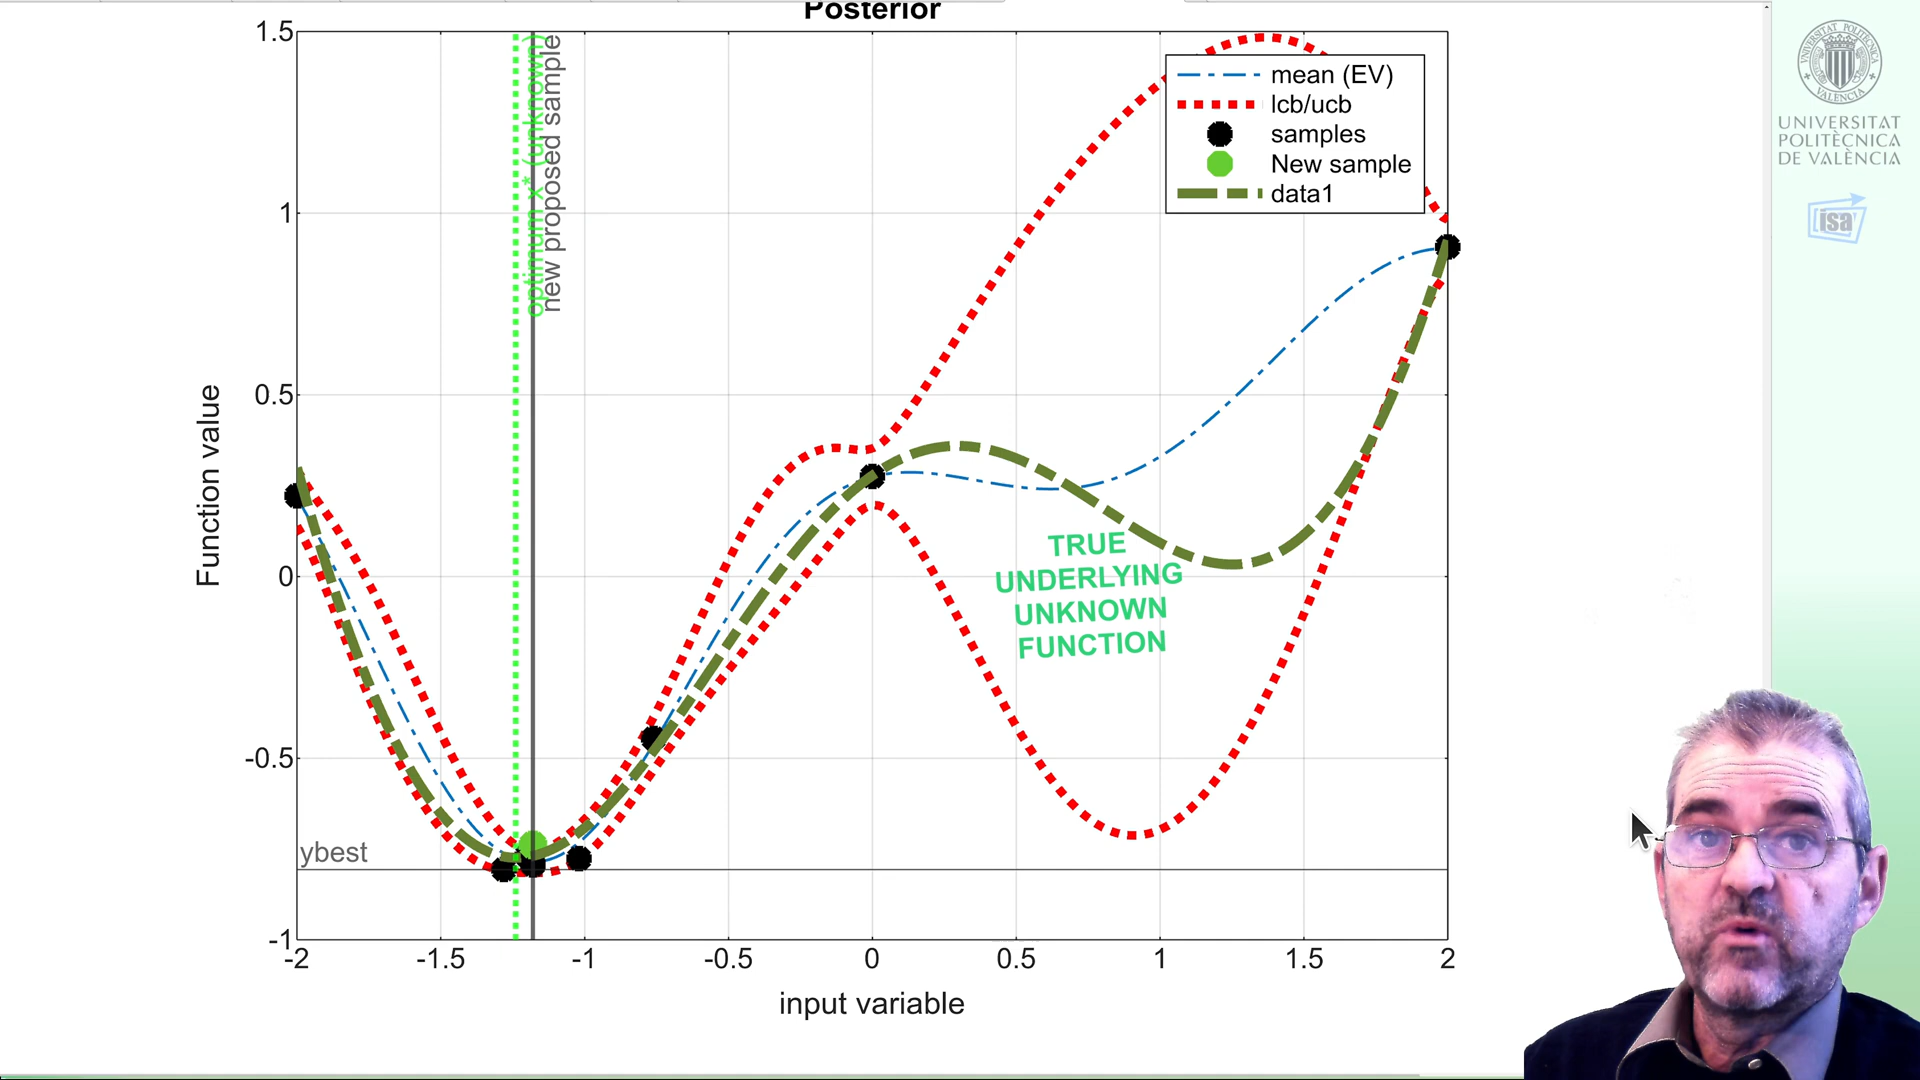 Posterior
1.5
1
0.5
0
-0.5
-1
Function value
optimum x* (unknown)
new proposed sample
mean (EV)
lcb/ucb
samples
New sample
data1
TRUE
UNDERLYING
UNKNOWN
FUNCTION
ybest
-2
-1.5
-1
-0.5
0
0.5
1
1.5
2
input variable
UNIVERSITAT
POLITÈCNICA
DE VALÈNCIA
isa